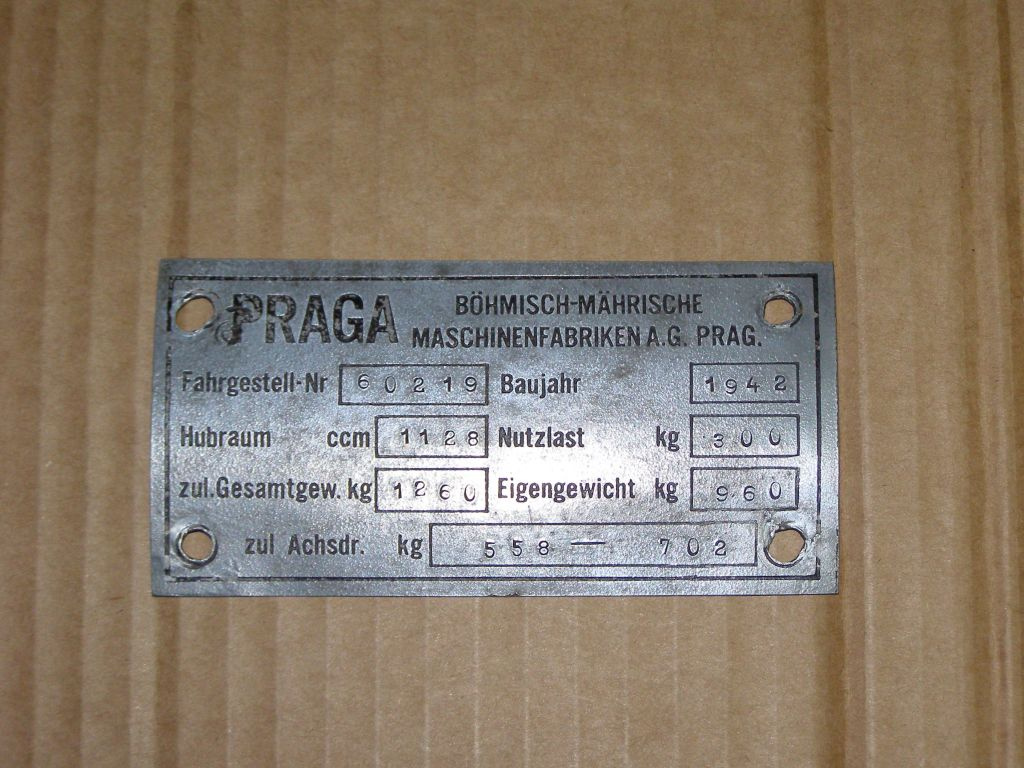 PRAGA BÖHMISCH-MÄHRISCHE
MASCHINENFABRIKEN A.G. PRAG.
Fahrgestell-Nr 60219 Baujahr 1942
Hubraum ccm 1128 Nutzlast kg 300
zul.Gesamtgew. kg 1260 Eigengewicht kg 960
zul Achsdr. kg 558 — 702